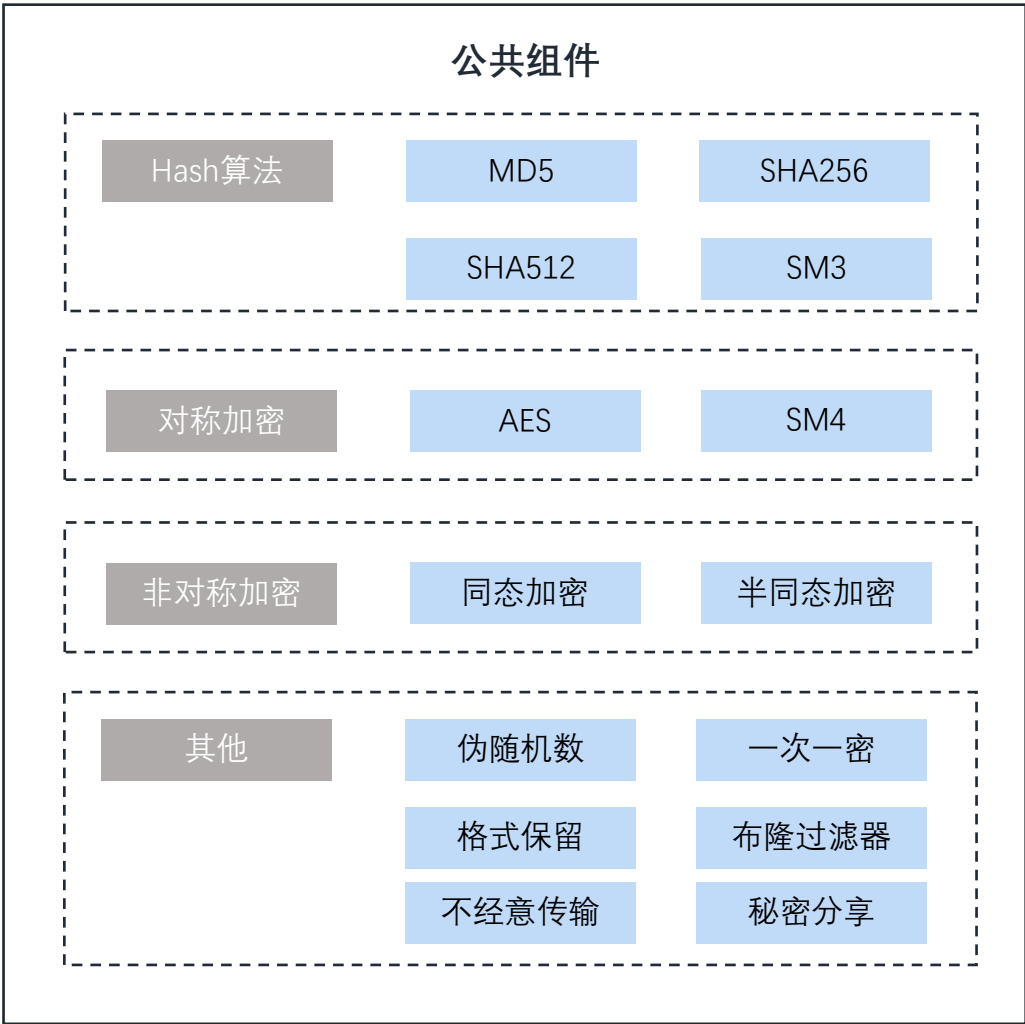 公共组件
Hash算法 MD5 SHA256
SHA512 SM3
对称加密 AES SM4
非对称加密 同态加密 半同态加密
其他 伪随机数 一次一密
格式保留 布隆过滤器
不经意传输 秘密分享